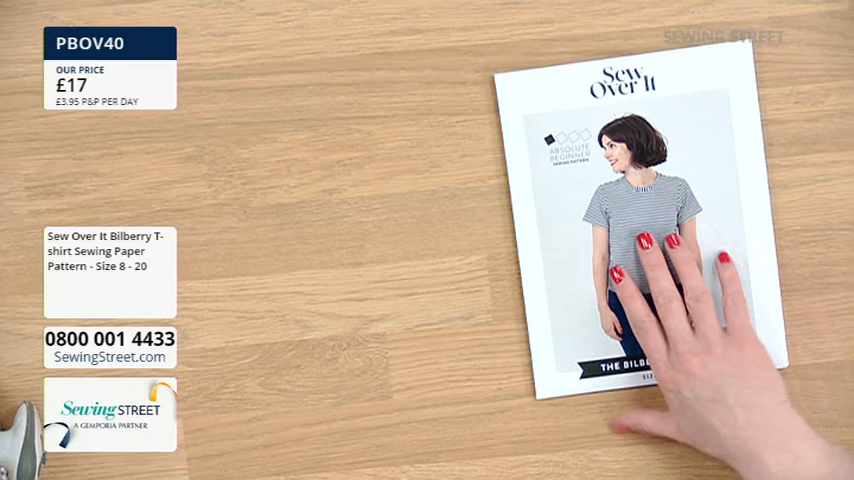 PBOV40
OUR PRICE
£17
£3.95 P&P PER DAY
Sew Over It Bilberry T-
shirt Sewing Paper
Pattern - Size 8 - 20
0800 001 4433
SewingStreet.com
Sewing STREET
A GEMPORIA PARTNER
SEWING STREET
Sew
Over It
ABSOLUTE
BEGINNER
SEWING PATTERN
THE